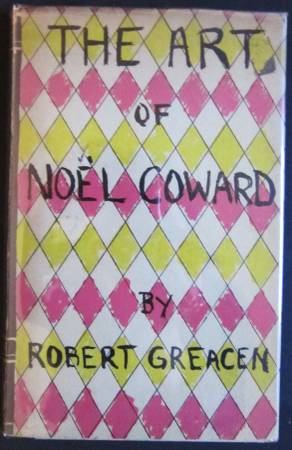 THE ART
OF
NOËL COWARD
BY
ROBERT GREACEN